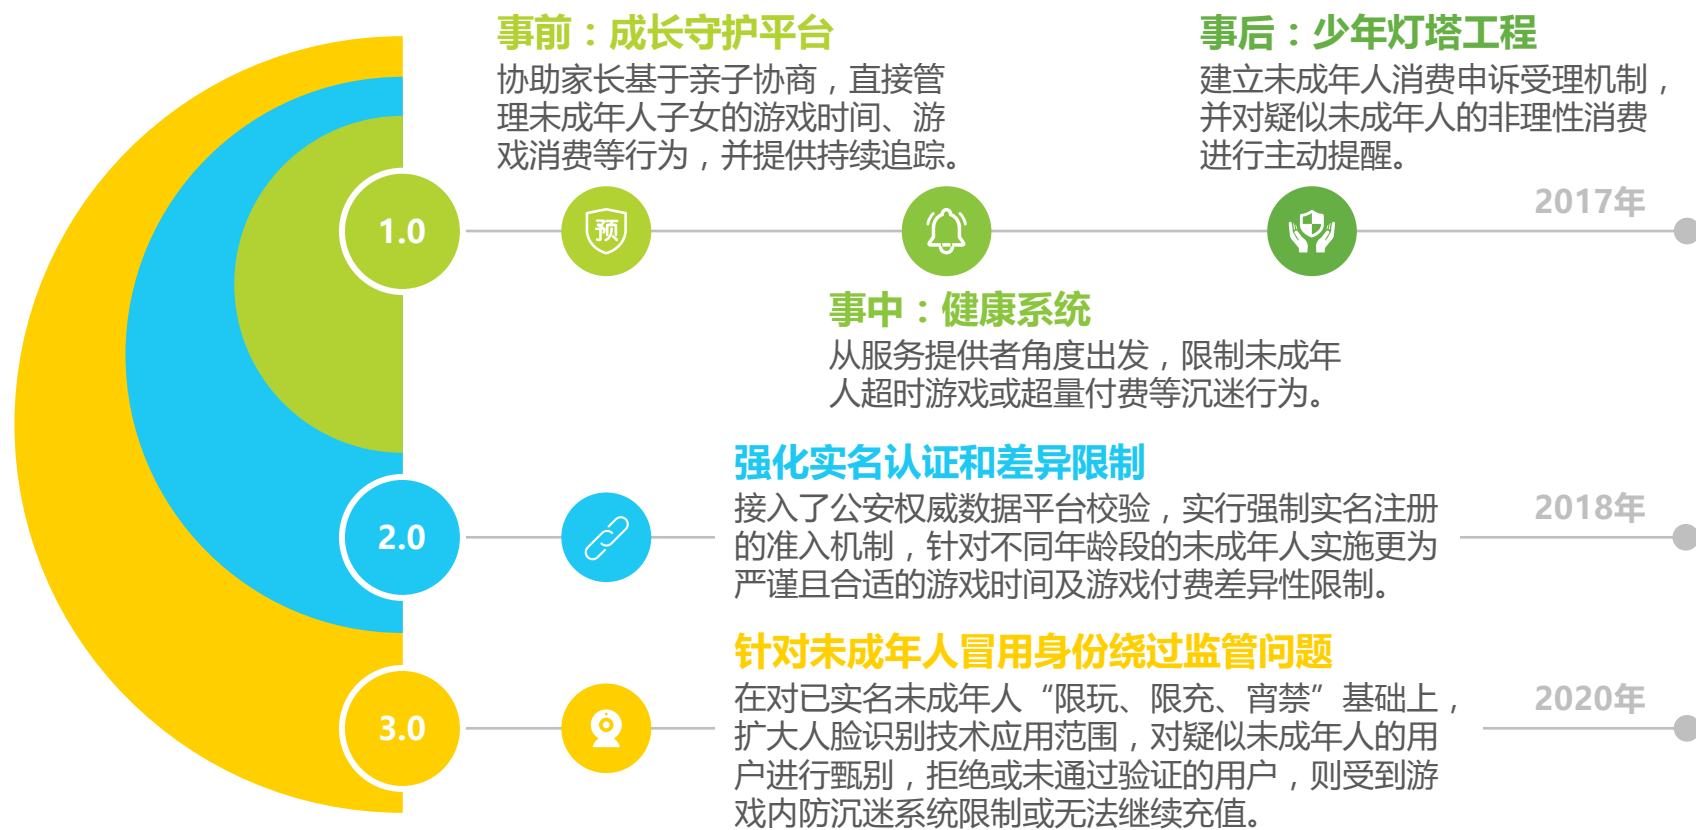 事前：成长守护平台
协助家长基于亲子协商，直接管
理未成年人子女的游戏时间、游
戏消费等行为，并提供持续追踪。
事后：少年灯塔工程
建立未成年人消费申诉受理机制，
并对疑似未成年人的非理性消费
进行主动提醒。
2017年
1.0
预
事中：健康系统
从服务提供者角度出发，限制未成年
人超时游戏或超量付费等沉迷行为。
强化实名认证和差异限制
接入了公安权威数据平台校验，实行强制实名注册
的准入机制，针对不同年龄段的未成年人实施更为
严谨且合适的游戏时间及游戏付费差异性限制。
2018年
2.0
针对未成年人冒用身份绕过监管问题
在对已实名未成年人“限玩、限充、宵禁”基础上，
扩大人脸识别技术应用范围，对疑似未成年人的用
户进行甄别，拒绝或未通过验证的用户，则受到游
戏内防沉迷系统限制或无法继续充值。
2020年
3.0